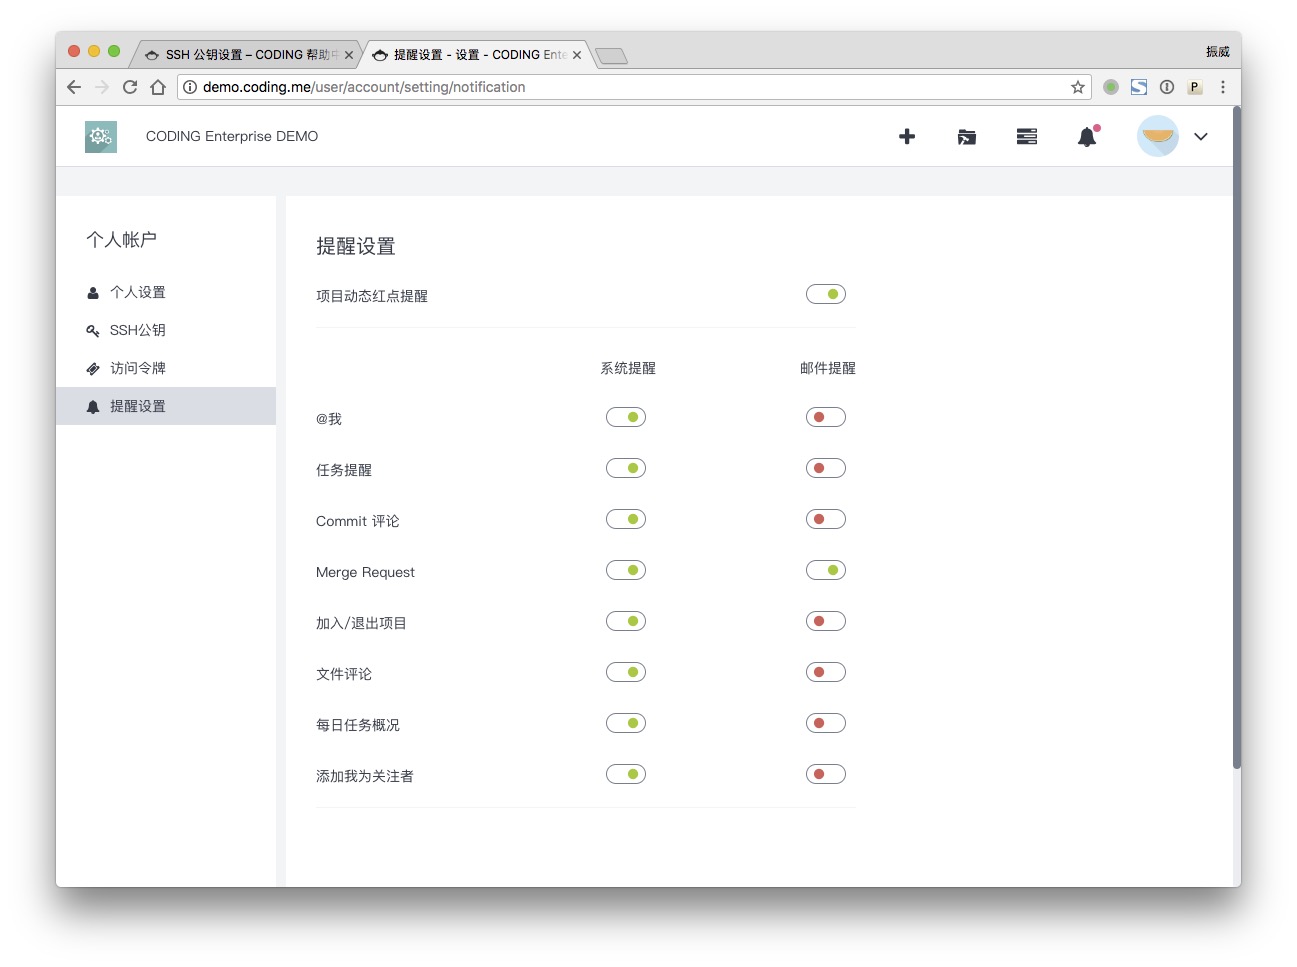 SSH 公钥设置 – CODING 帮助中
提醒设置 - 设置 - CODING Ente
振威
demo.coding.me/user/account/setting/notification
P
CODING Enterprise DEMO
个人帐户
个人设置
SSH公钥
访问令牌
提醒设置
提醒设置
项目动态红点提醒
系统提醒 邮件提醒
@我
任务提醒
Commit 评论
Merge Request
加入/退出项目
文件评论
每日任务概况
添加我为关注者